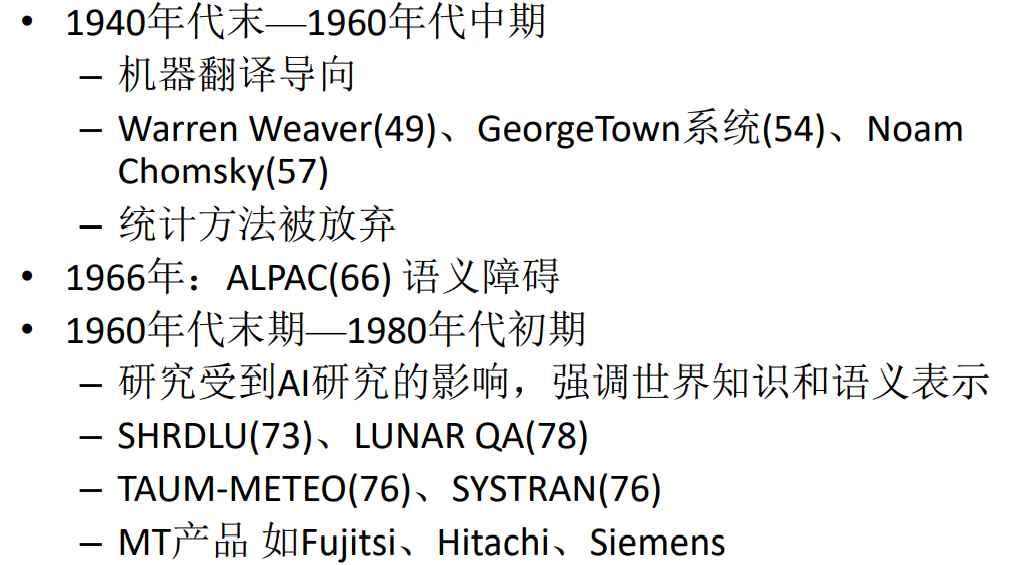 • 1940年代末—1960年代中期
– 机器翻译导向
– Warren Weaver(49)、GeorgeTown系统(54)、Noam
Chomsky(57)
– 统计方法被放弃
• 1966年：ALPAC(66) 语义障碍
• 1960年代末期—1980年代初期
– 研究受到AI研究的影响，强调世界知识和语义表示
– SHRDLU(73)、LUNAR QA(78)
– TAUM-METEO(76)、SYSTRAN(76)
– MT产品 如Fujitsi、Hitachi、Siemens